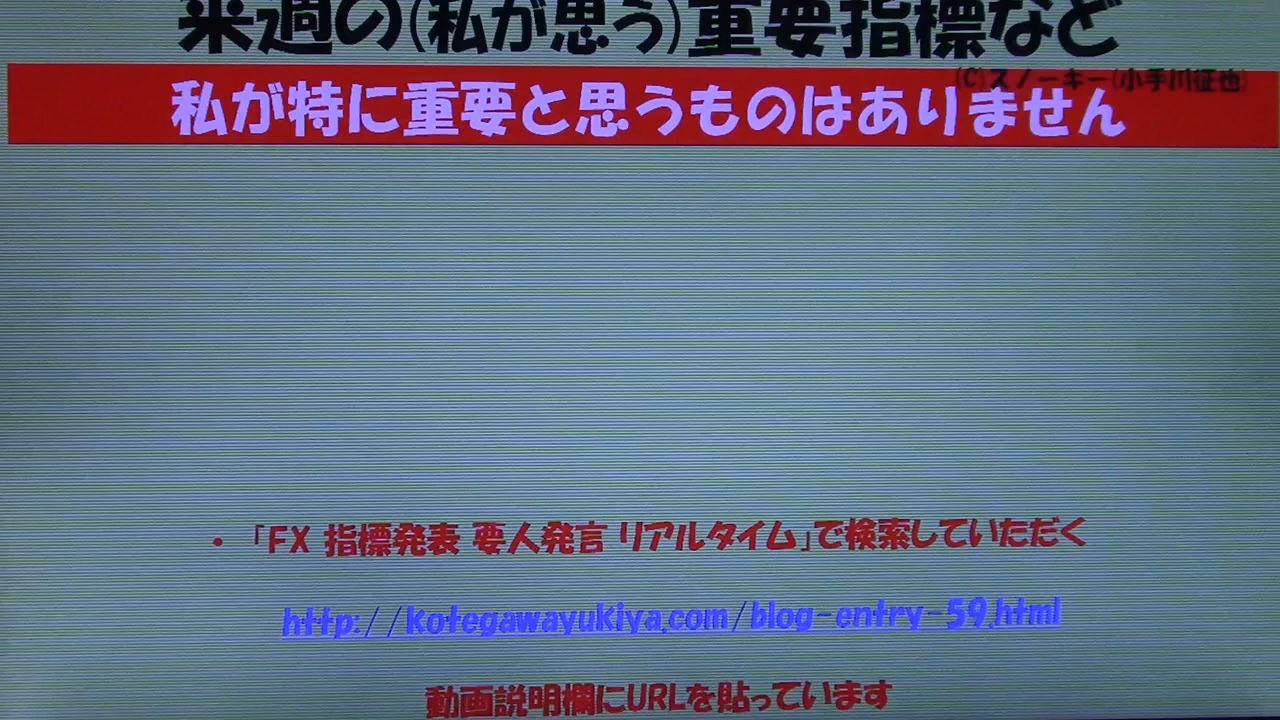 来週の(私が思う)重要指標など
(C)スノーキー(小手川征也)
私が特に重要と思うものはありません
・「FX 指標発表 要人発言 リアルタイム」で検索していただく
http://kotegawayukiya.com/blog-entry-59.html
動画説明欄にURLを貼っています